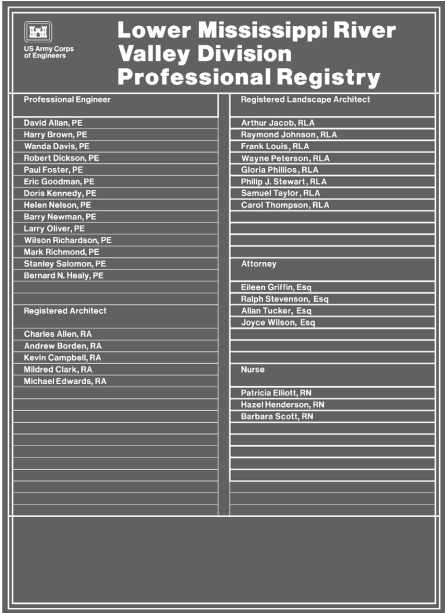 US Army Corps
of Engineers
Lower Mississippi River
Valley Division
Professional Registry
Professional Engineer
David Allan, PE
Harry Brown, PE
Wanda Davis, PE
Robert Dickson, PE
Paul Foster, PE
Eric Goodman, PE
Doris Kennedy, PE
Helen Nelson, PE
Barry Newman, PE
Larry Oliver, PE
Wilson Richardson, PE
Mark Richmond, PE
Stanley Salomon, PE
Bernard N. Healy, PE
Registered Architect
Charles Allen, RA
Andrew Borden, RA
Kevin Campbell, RA
Mildred Clark, RA
Michael Edwards, RA
Registered Landscape Architect
Arthur Jacob, RLA
Raymond Johnson, RLA
Frank Louis, RLA
Wayne Peterson, RLA
Gloria Phillios, RLA
Philip J. Stewart, RLA
Samuel Taylor, RLA
Carol Thompson, RLA
Attorney
Eileen Griffin, Esq
Ralph Stevenson, Esq
Allan Tucker, Esq
Joyce Wilson, Esq
Nurse
Patricia Elliott, RN
Hazel Henderson, RN
Barbara Scott, RN